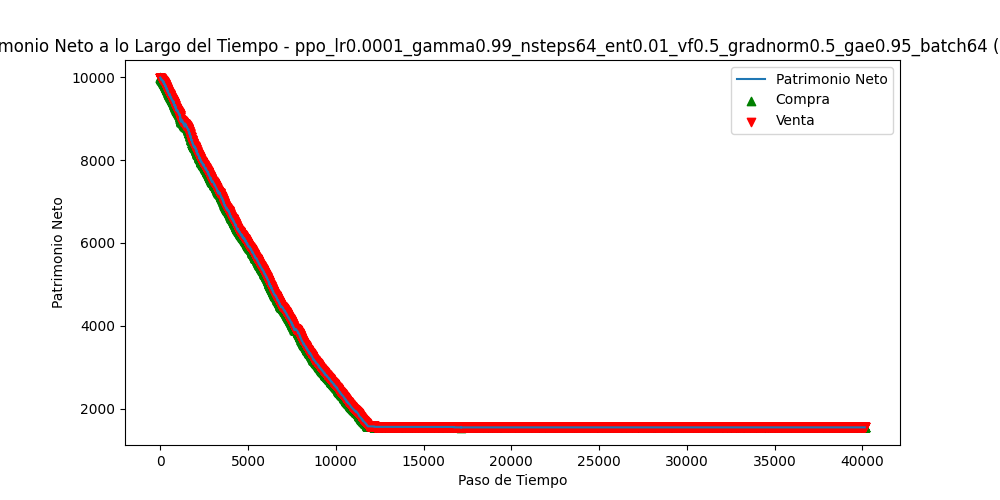 monio Neto a lo Largo del Tiempo - ppo_lr0.0001_gamma0.99_nsteps64_ent0.01_vf0.5_gradnorm0.5_gae0.95_batch64 (
Patrimonio Neto
Compra
Venta
10000
8000
6000
4000
2000
Patrimonio Neto
0 5000 10000 15000 20000 25000 30000 35000 40000
Paso de Tiempo